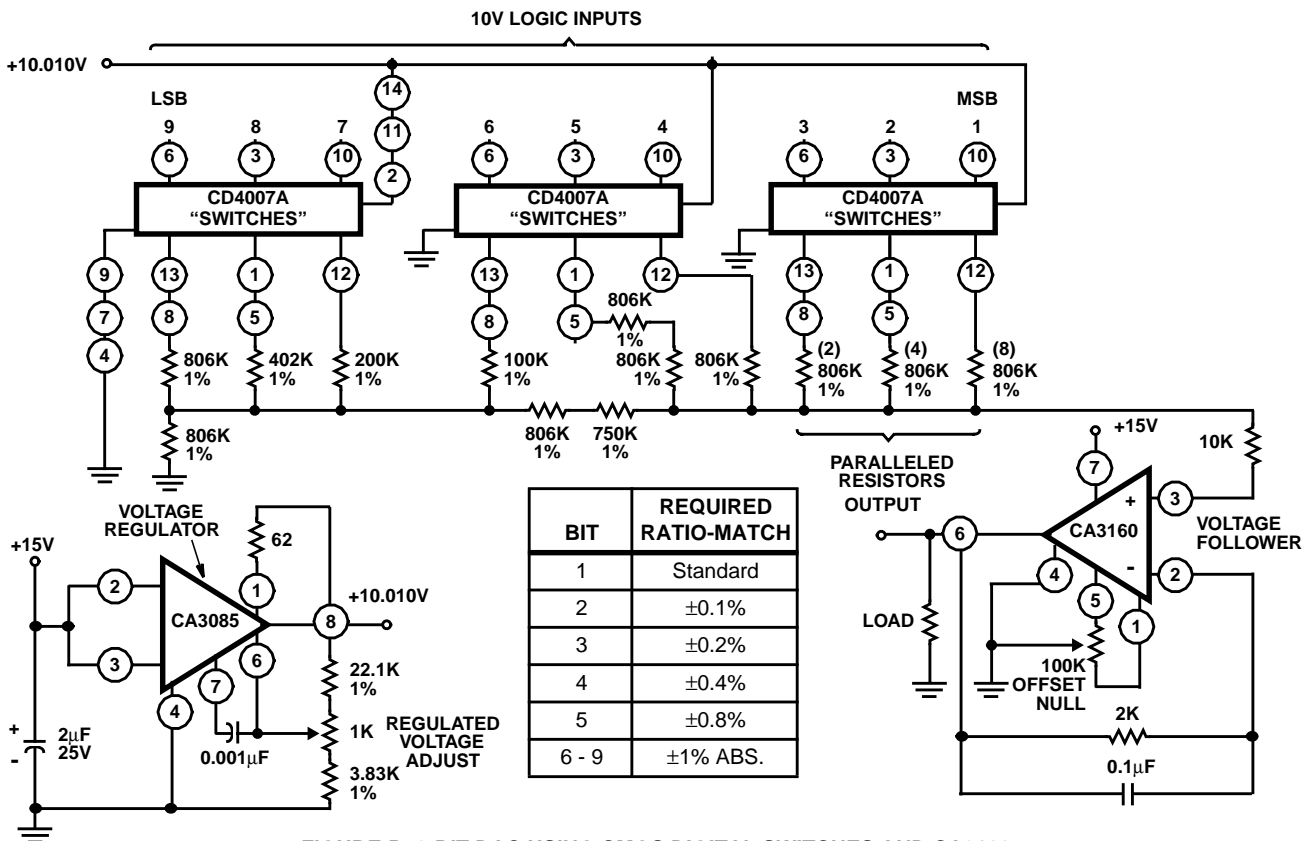 10V LOGIC INPUTS
+10.010V
LSB
MSB
14
11
2
9 8 7
6 3 10
6 5 4
6 3 10
3 2 1
6 3 10
CD4007A
“SWITCHES”
CD4007A
“SWITCHES”
CD4007A
“SWITCHES”
9
7
4
13 1 12
8 5
13 1 12
8 5
13 1 12
8 5
806K
1%
402K
1%
200K
1%
100K
1%
806K
1%
806K
1%
806K
1%
(2)
806K
1%
(4)
806K
1%
(8)
806K
1%
806K
1%
806K
1%
750K
1%
PARALLELED
RESISTORS
OUTPUT
+15V
10K
7
+
3
CA3160
VOLTAGE
FOLLOWER
6
4
-
2
5
1
LOAD
100K
OFFSET
NULL
2K
0.1µF
VOLTAGE
REGULATOR
+15V
62
2
3
CA3085
1
+10.010V
8
6
7
4
22.1K
1%
1K
REGULATED
VOLTAGE
ADJUST
0.001µF
3.83K
1%
+
-
2µF
25V
BIT REQUIRED RATIO-MATCH
1 Standard
2 ±0.1%
3 ±0.2%
4 ±0.4%
5 ±0.8%
6 - 9 ±1% ABS.